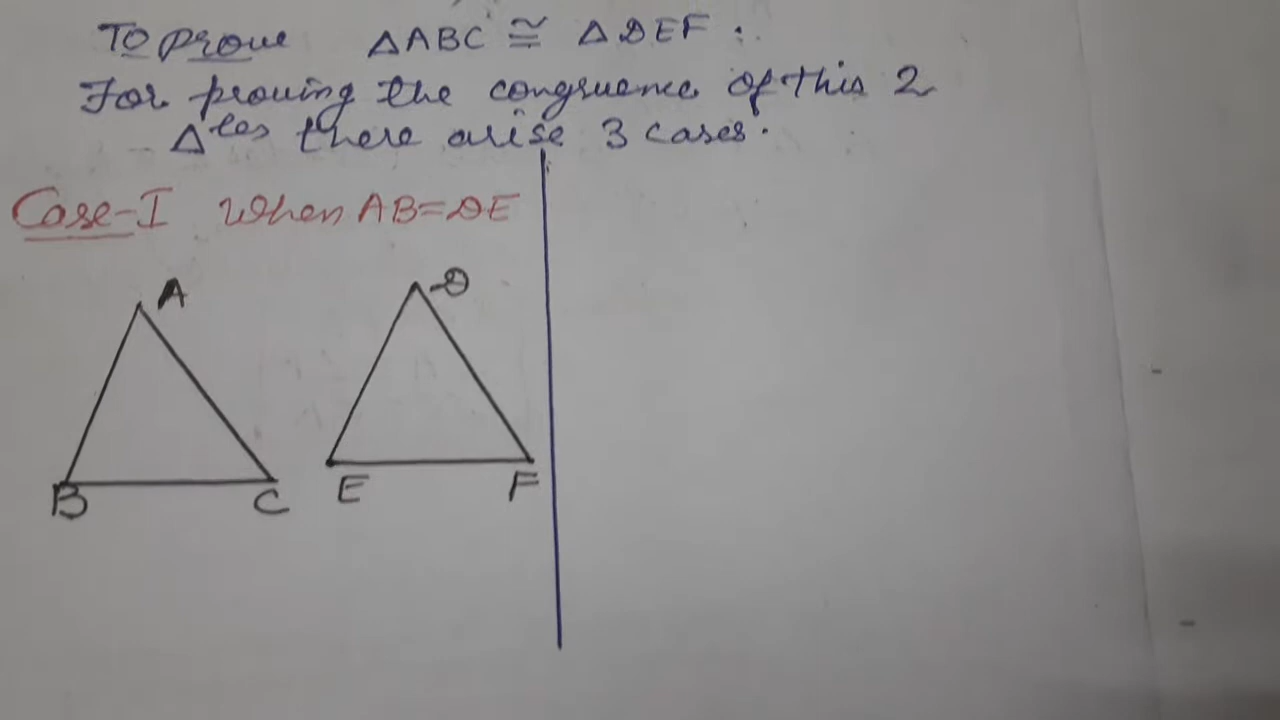 To prove ΔABC ≅ ΔDEF :
For proving the congruence of this 2
Δles there arise 3 cases.
Case-I When AB=DE
A
D
B
C
E
F